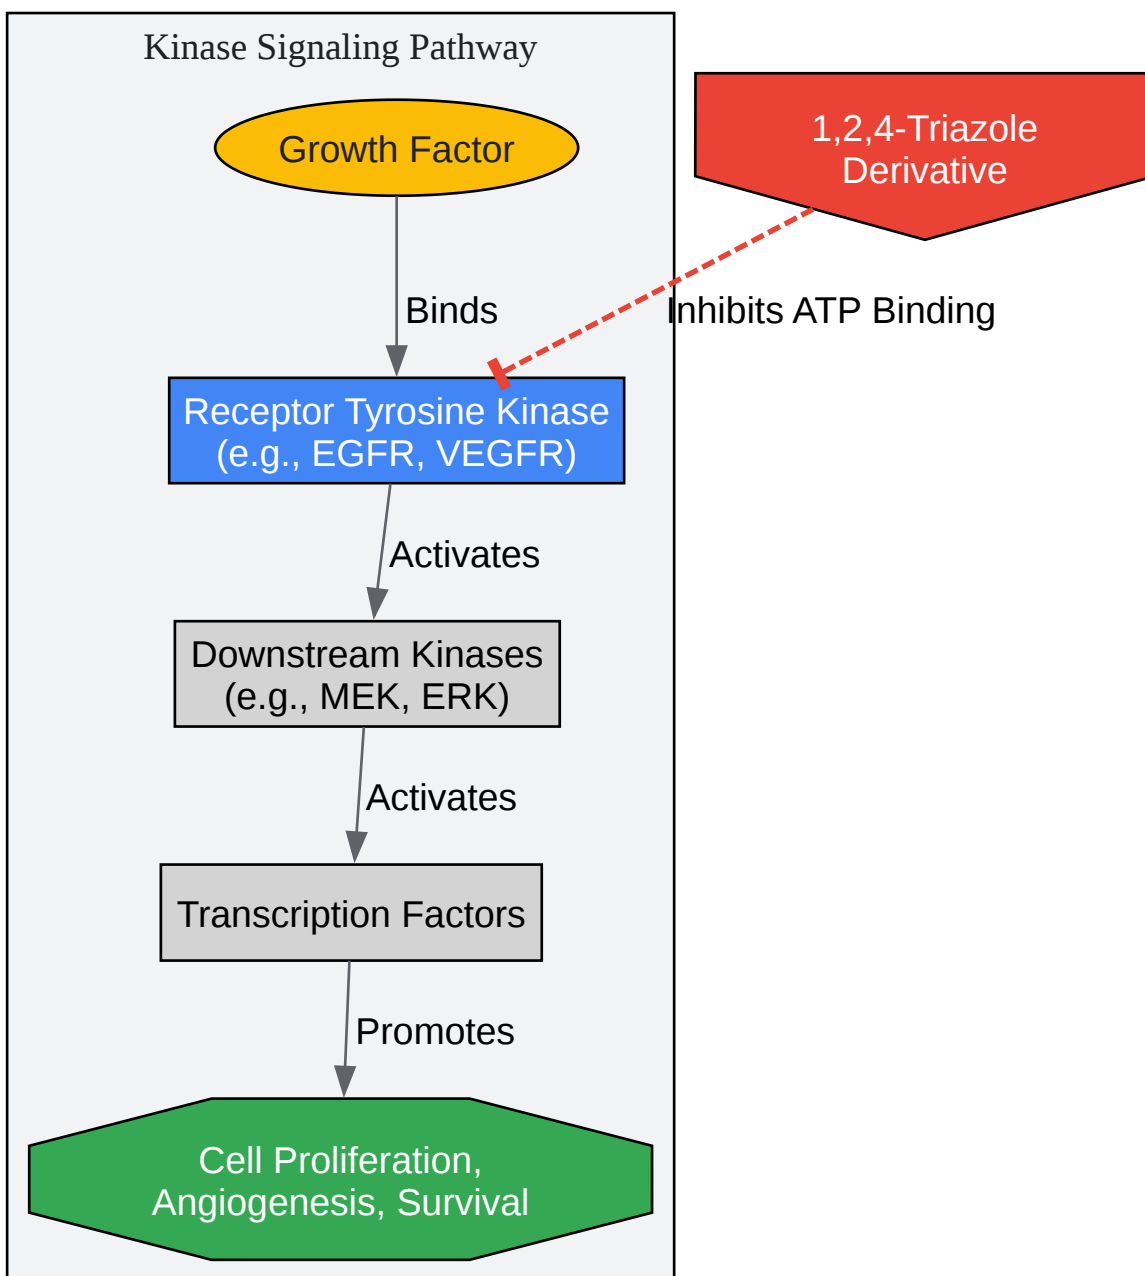 Kinase Signaling Pathway
Growth Factor
1,2,4-Triazole
Derivative
Binds
Inhibits ATP Binding
Receptor Tyrosine Kinase
(e.g., EGFR, VEGFR)
Activates
Downstream Kinases
(e.g., MEK, ERK)
Activates
Transcription Factors
Promotes
Cell Proliferation,
Angiogenesis, Survival